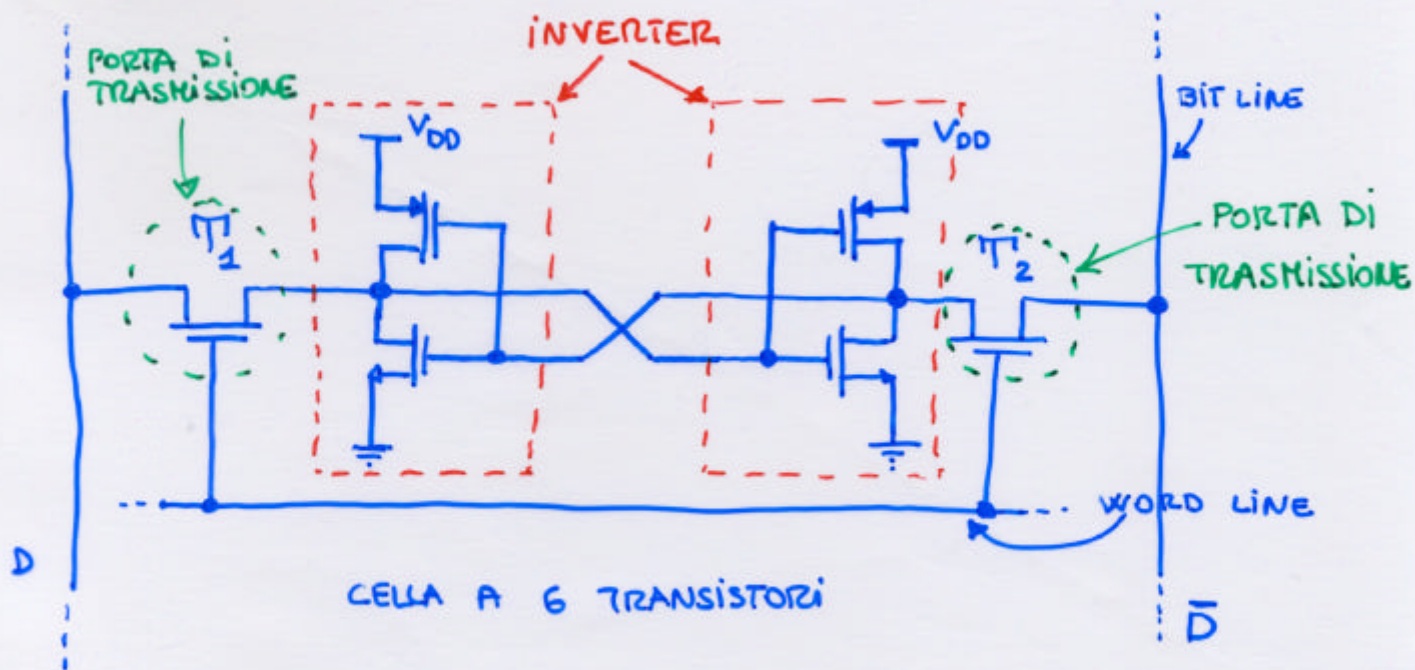 INVERTER
PORTA DI
TRASMISSIONE
BIT LINE
VDD
VDD
T1
T2
PORTA DI
TRASMISSIONE
WORD LINE
D
CELLA A 6 TRANSISTORI
D̅